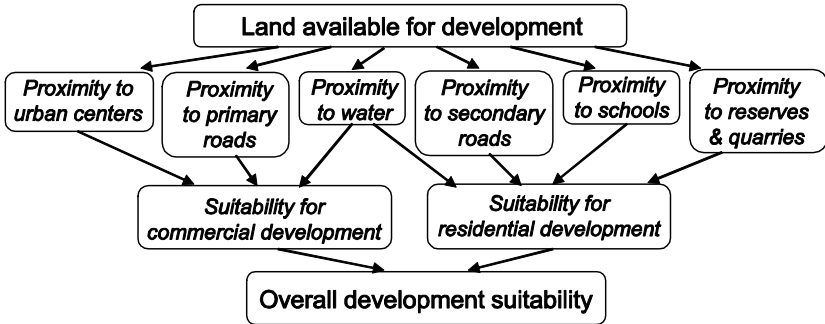 Land available for development
Proximity to
urban centers
Proximity
to primary
roads
Proximity
to water
Proximity
to secondary
roads
Proximity
to schools
Proximity
to reserves
& quarries
Suitability for
commercial development
Suitability for
residential development
Overall development suitability